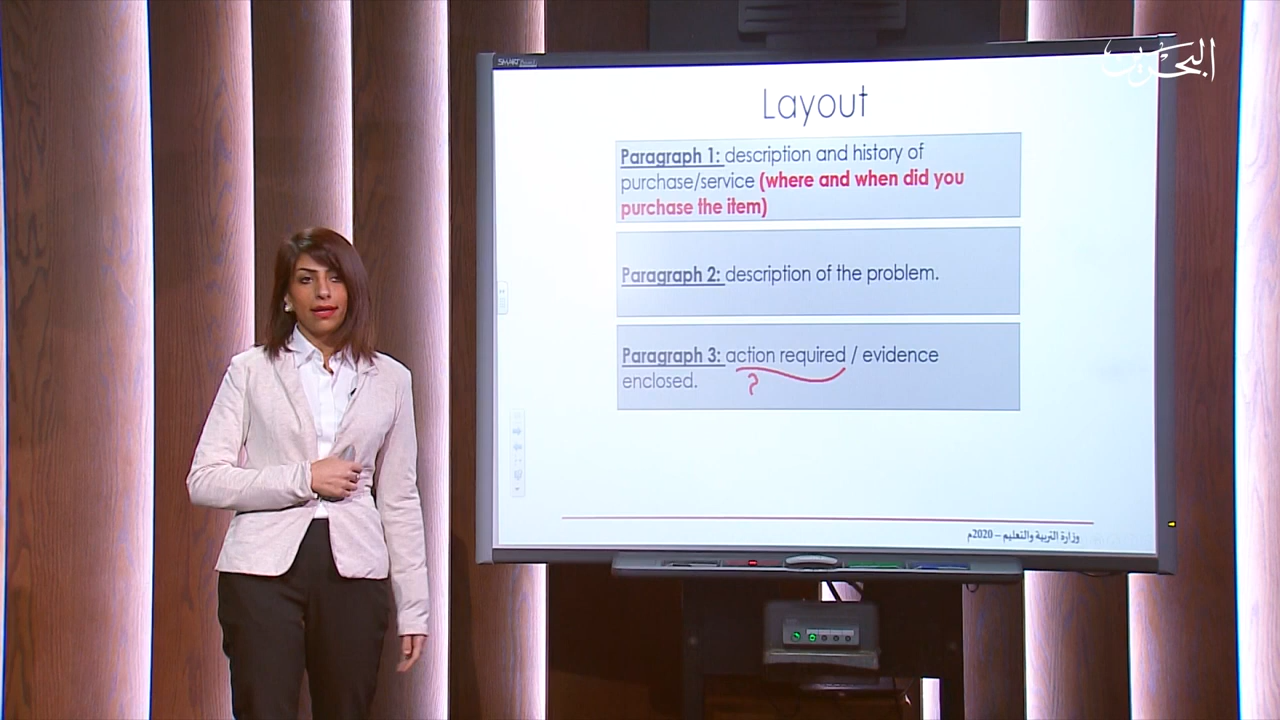 البحرين
SMART Board
Layout
Paragraph 1: description and history of
purchase/service (where and when did you
purchase the item)
Paragraph 2: description of the problem.
Paragraph 3: action required / evidence
enclosed.
?
وزارة التربية والتعليم – 2020م